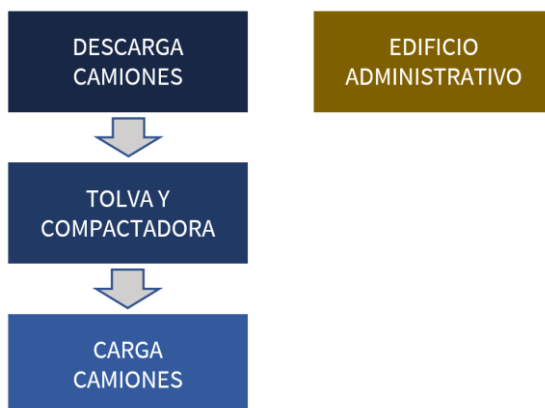 DESCARGA
CAMIONES
EDIFICIO
ADMINISTRATIVO
TOLVA Y
COMPACTADORA
CARGA
CAMIONES